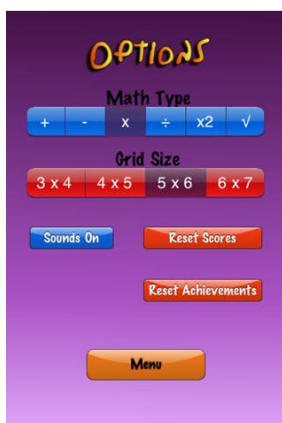 Options
Math Type
+ - x ÷ x2 √
Grid Size
3 x 4 4 x 5 5 x 6 6 x 7
Sounds On Reset Scores
Reset Achievements
Menu